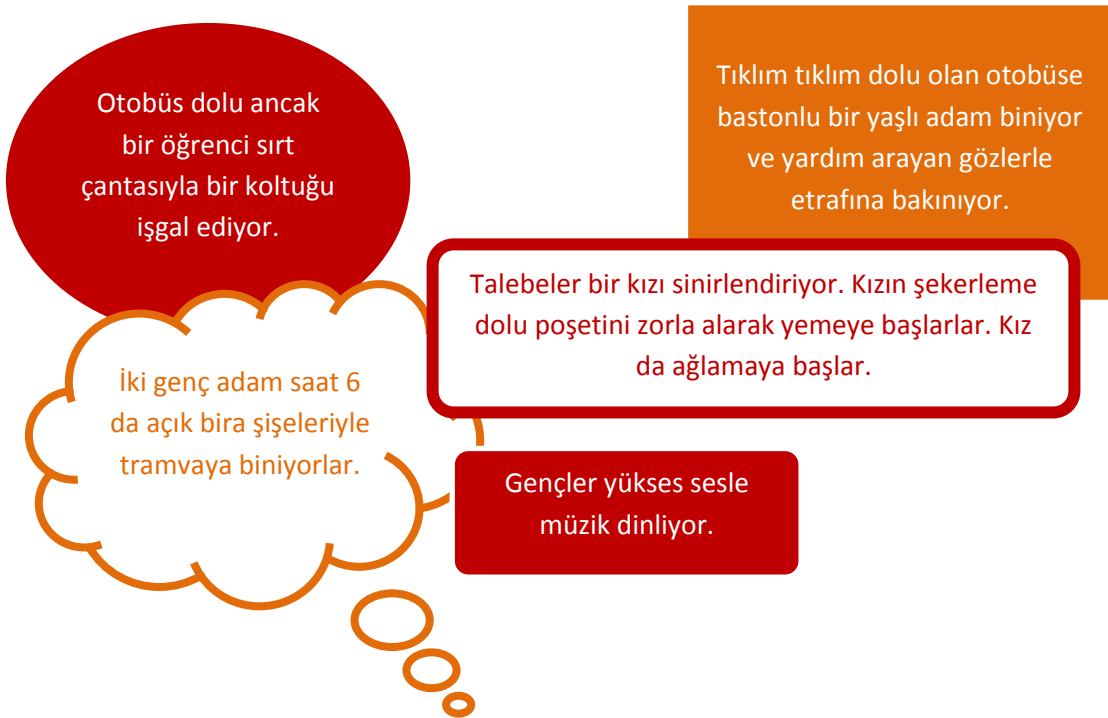 Otobüs dolu ancak
bir öğrenci sırt
çantasıyla bir koltuğu
işgal ediyor.
Tıklım tıklım dolu olan otobüse
bastonlu bir yaşlı adam biniyor
ve yardım arayan gözlerle
etrafına bakınıyor.
Talebeler bir kızı sinirlendiriyor. Kızın şekerleme
dolu poşetini zorla alarak yemeye başlarlar. Kız
da ağlamaya başlar.
İki genç adam saat 6
da açık bira şişeleriyle
tramvaya biniyorlar.
Gençler yükses sesle
müzik dinliyor.